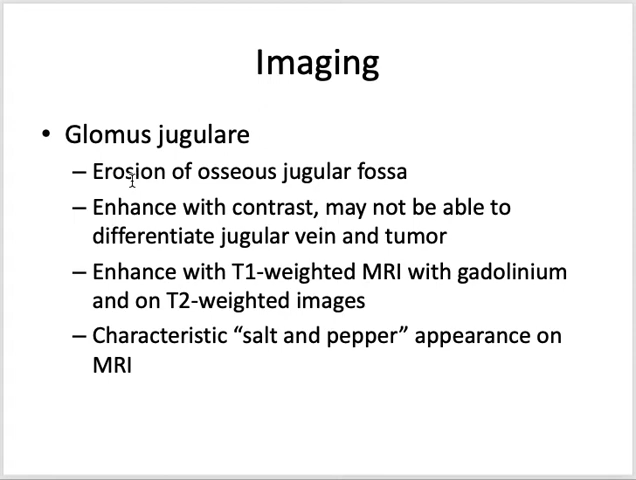 Imaging
• Glomus jugulare
– Erosion of osseous jugular fossa
– Enhance with contrast, may not be able to
differentiate jugular vein and tumor
– Enhance with T1-weighted MRI with gadolinium
and on T2-weighted images
– Characteristic “salt and pepper” appearance on
MRI